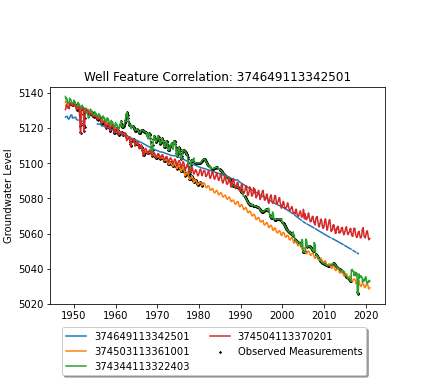 Well Feature Correlation: 374649113342501
5140
5120
5100
5080
5060
5040
5020
Groundwater Level
1950 1960 1970 1980 1990 2000 2010 2020
374649113342501
374503113361001
374344113322403
374504113370201
Observed Measurements